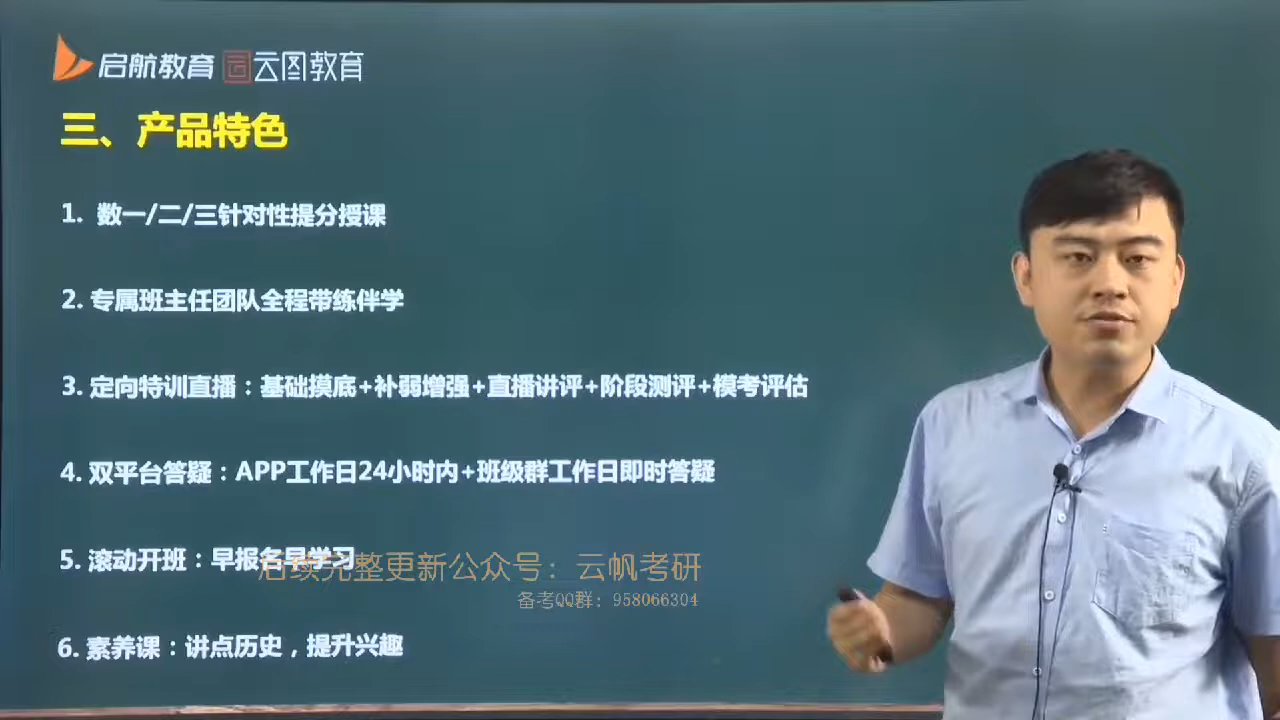 启航教育 云图教育
三、产品特色
1. 数一/二/三针对性提分授课
2. 专属班主任团队全程带练伴学
3. 定向特训直播：基础摸底+补弱增强+直播讲评+阶段测评+模考评估
4. 双平台答疑：APP工作日24小时内+班级群工作日即时答疑
5. 滚动开班：早报名早学习
后续完整更新公众号：云帆考研
备考QQ群：958066304
6. 素养课：讲点历史，提升兴趣